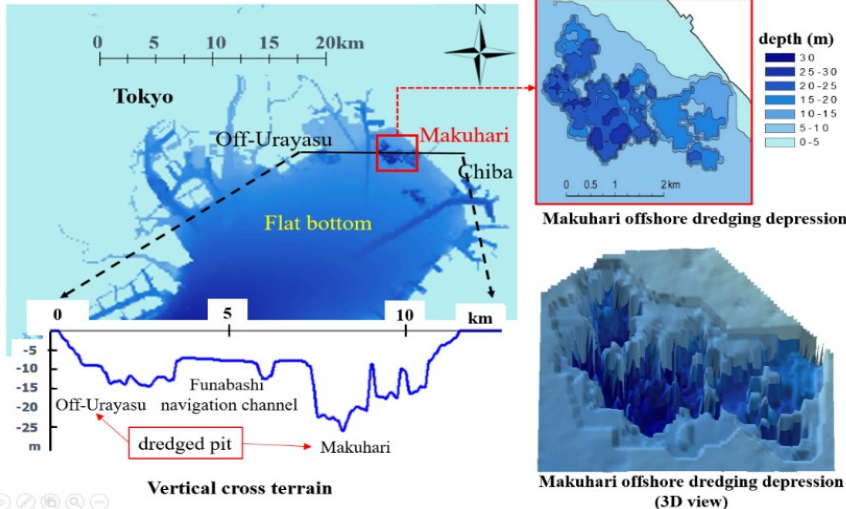 0 5 10 15 20km
N
Tokyo
Off-Urayasu
Makuhari
Chiba
Flat bottom
depth (m)
30
25-30
20-25
15-20
10-15
5-10
0-5
0 0.5 1 2 km
Makuhari offshore dredging depression
0 5 10 km
-5
-10
-15
-20
-25
m
Off-Urayasu
Funabashi
navigation channel
dredged pit
Makuhari
Vertical cross terrain
Makuhari offshore dredging depression
(3D view)